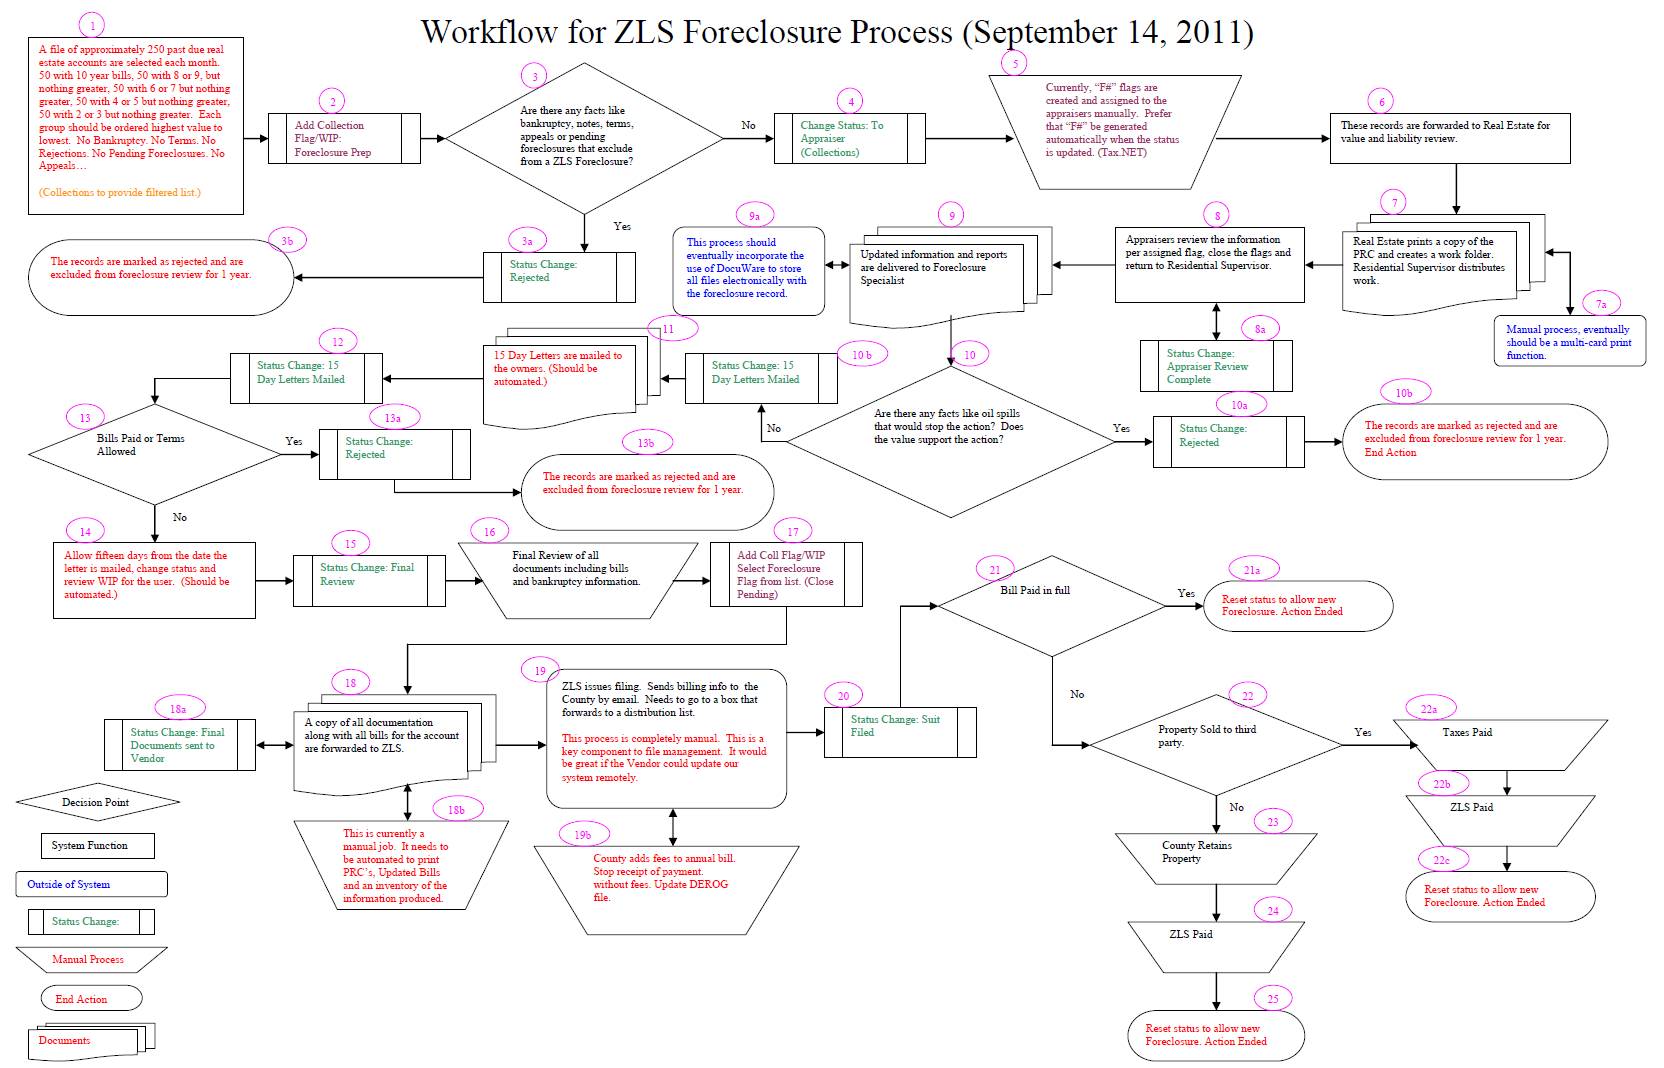 Workflow for ZLS Foreclosure Process (September 14, 2011)
1
A file of approximately 250 past due real
estate accounts are selected each month.
50 with 10 year bills, 50 with 8 or 9, but
nothing greater, 50 with 6 or 7 but nothing
greater, 50 with 4 or 5 but nothing greater,
50 with 2 or 3 but nothing greater. Each
group should be ordered highest value to
lowest. No Bankruptcy. No Terms. No
Rejections. No Pending Foreclosures. No
Appeals…
(Collections to provide filtered list.)
2
Add Collection
Flag/WIP:
Foreclosure Prep
3
Are there any facts like
bankruptcy, notes, terms,
appeals or pending
foreclosures that exclude
from a ZLS Foreclosure?
No
Yes
4
Change Status: To
Appraiser
(Collections)
5
Currently, “F#” flags are
created and assigned to the
appraisers manually. Prefer
that “F#” be generated
automatically when the status
is updated. (Tax.NET)
6
These records are forwarded to Real Estate for
value and liability review.
3b
The records are marked as rejected and are
excluded from foreclosure review for 1 year.
3a
Status Change:
Rejected
9a
This process should
eventually incorporate the
use of DocuWare to store
all files electronically with
the foreclosure record.
9
Updated information and reports
are delivered to Foreclosure
Specialist
8
Appraisers review the information
per assigned flag, close the flags and
return to Residential Supervisor.
7
Real Estate prints a copy of the
PRC and creates a work folder.
Residential Supervisor distributes
work.
7a
Manual process, eventually
should be a multi-card print
function.
8a
Status Change:
Appraiser Review
Complete
12
Status Change: 15
Day Letters Mailed
11
15 Day Letters are mailed to
the owners. (Should be
automated.)
10 b
Status Change: 15
Day Letters Mailed
10
Are there any facts like oil spills
that would stop the action? Does
the value support the action?
No
Yes
10a
Status Change:
Rejected
10b
The records are marked as rejected and are
excluded from foreclosure review for 1 year.
End Action
13
Bills Paid or Terms
Allowed
Yes
No
13a
Status Change:
Rejected
13b
The records are marked as rejected and are
excluded from foreclosure review for 1 year.
14
Allow fifteen days from the date the
letter is mailed, change status and
review WIP for the user. (Should be
automated.)
15
Status Change: Final
Review
16
Final Review of all
documents including bills
and bankruptcy information.
17
Add Coll Flag/WIP
Select Foreclosure
Flag from list. (Close
Pending)
21
Bill Paid in full
Yes
No
21a
Reset status to allow new
Foreclosure. Action Ended
18a
Status Change: Final
Documents sent to
Vendor
18
A copy of all documentation
along with all bills for the account
are forwarded to ZLS.
19
ZLS issues filing. Sends billing info to the
County by email. Needs to go to a box that
forwards to a distribution list.
This process is completely manual. This is a
key component to file management. It would
be great if the Vendor could update our
system remotely.
20
Status Change: Suit
Filed
22
Property Sold to third
party.
Yes
No
22a
Taxes Paid
22b
ZLS Paid
22c
Reset status to allow new
Foreclosure. Action Ended
18b
This is currently a
manual job. It needs to
be automated to print
PRC’s, Updated Bills
and an inventory of the
information produced.
19b
County adds fees to annual bill.
Stop receipt of payment.
without fees. Update DEROG
file.
23
County Retains
Property
24
ZLS Paid
25
Reset status to allow new
Foreclosure. Action Ended
Decision Point
System Function
Outside of System
Status Change:
Manual Process
End Action
Documents